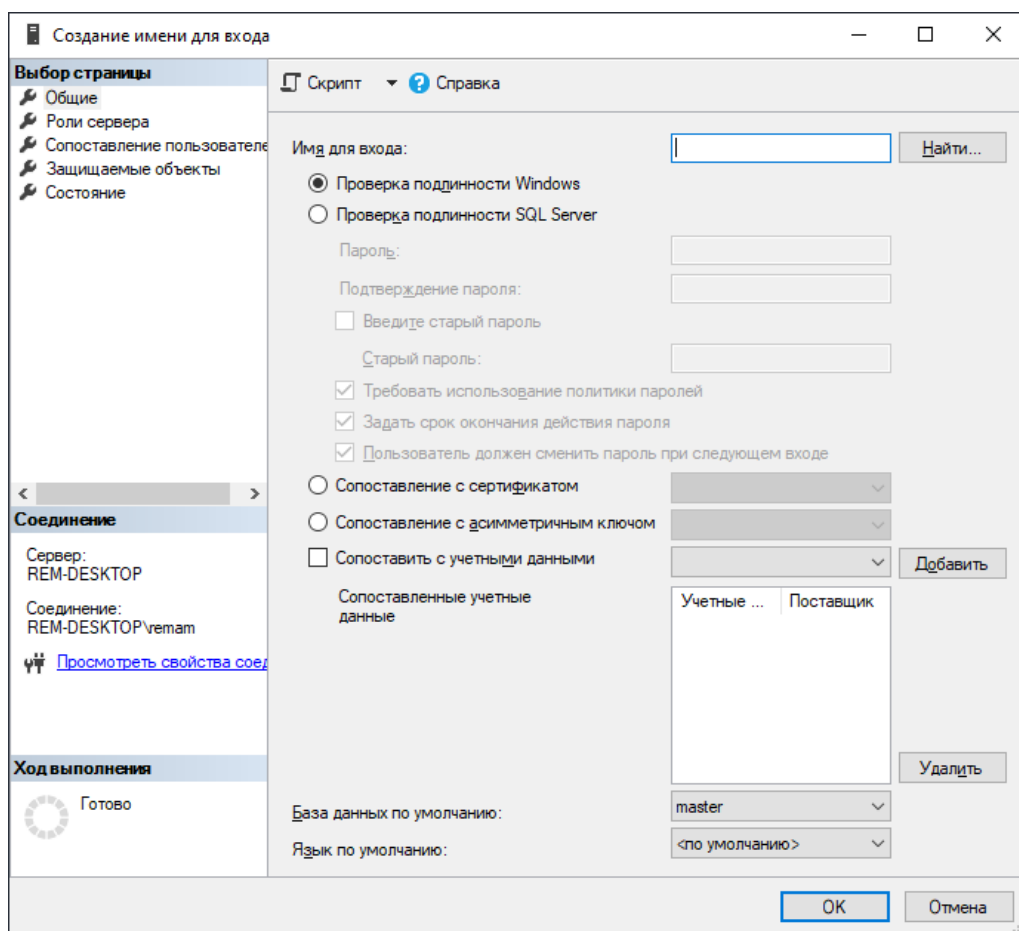 Создание имени для входа
Выбор страницы
Общие
Роли сервера
Сопоставление пользователе
Защищаемые объекты
Состояние
Соединение
Сервер:
REM-DESKTOP
Соединение:
REM-DESKTOP\remam
Просмотреть свойства соед
Ход выполнения
Готово
Скрипт
Справка
Имя для входа:
Найти...
Проверка подлинности Windows
Проверка подлинности SQL Server
Пароль:
Подтверждение пароля:
Введите старый пароль
Старый пароль:
Требовать использование политики паролей
Задать срок окончания действия пароля
Пользователь должен сменить пароль при следующем входе
Сопоставление с сертификатом
Сопоставление с асимметричным ключом
Сопоставить с учетными данными
Добавить
Сопоставленные учетные
данные
Учетные ... Поставщик
Удалить
База данных по умолчанию:
master
Язык по умолчанию:
<по умолчанию>
OK
Отмена